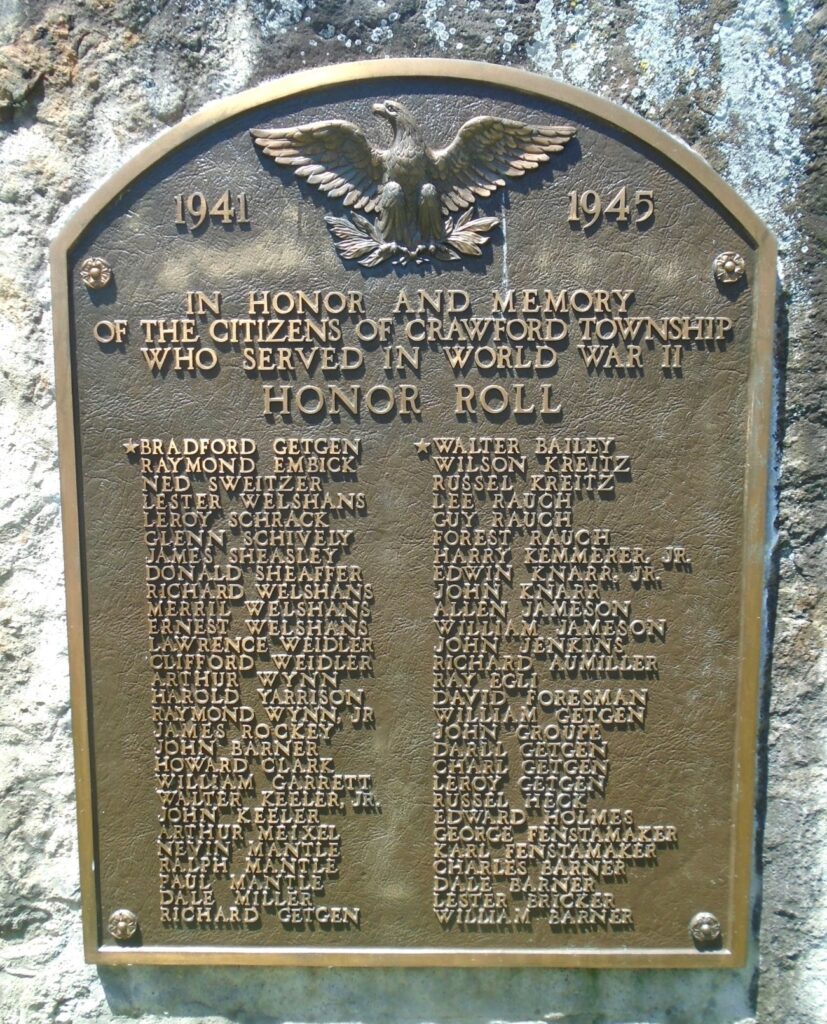 1941 1945
IN HONOR AND MEMORY
OF THE CITIZENS OF CRAWFORD TOWNSHIP
WHO SERVED IN WORLD WAR II
HONOR ROLL
★BRADFORD GETGEN
RAYMOND EMBICK
NED SWEITZER
LESTER WELSHANS
LEROY SCHRACK
GLENN SCHIVELY
JAMES SHEASLEY
DONALD SHEAFFER
RICHARD WELSHANS
MERRIL WELSHANS
ERNEST WELSHANS
LAWRENCE WEIDLER
CLIFFORD WEIDLER
ARTHUR WYNN
HAROLD YARRISON
RAYMOND WYNN, JR
JAMES ROCKEY
JOHN BARNER
HOWARD CLARK
WILLIAM GARRETT
WALTER KEELER, JR.
JOHN KEELER
ARTHUR MEIXEL
NEVIN MANTLE
RALPH MANTLE
PAUL MANTLE
DALE MILLER
RICHARD GETGEN
★WALTER BAILEY
WILSON KREITZ
RUSSEL KREITZ
LEE RAUCH
GUY RAUCH
FOREST RAUCH
HARRY KEMMERER, JR.
EDWIN KNARR, JR.
JOHN KNARR
ALLEN JAMESON
WILLIAM JAMESON
JOHN JENKINS
RICHARD AUMILLER
RAY EGLI
DAVID FORESMAN
WILLIAM GETGEN
JOHN GROUPE
DARLL GETGEN
CHARL GETGEN
LEROY GETGEN
RUSSEL HECK
EDWARD HOLMES
GEORGE FENSTAMAKER
KARL FENSTAMAKER
CHARLES BARNER
DALE BARNER
LESTER BRICKER
WILLIAM BARNER